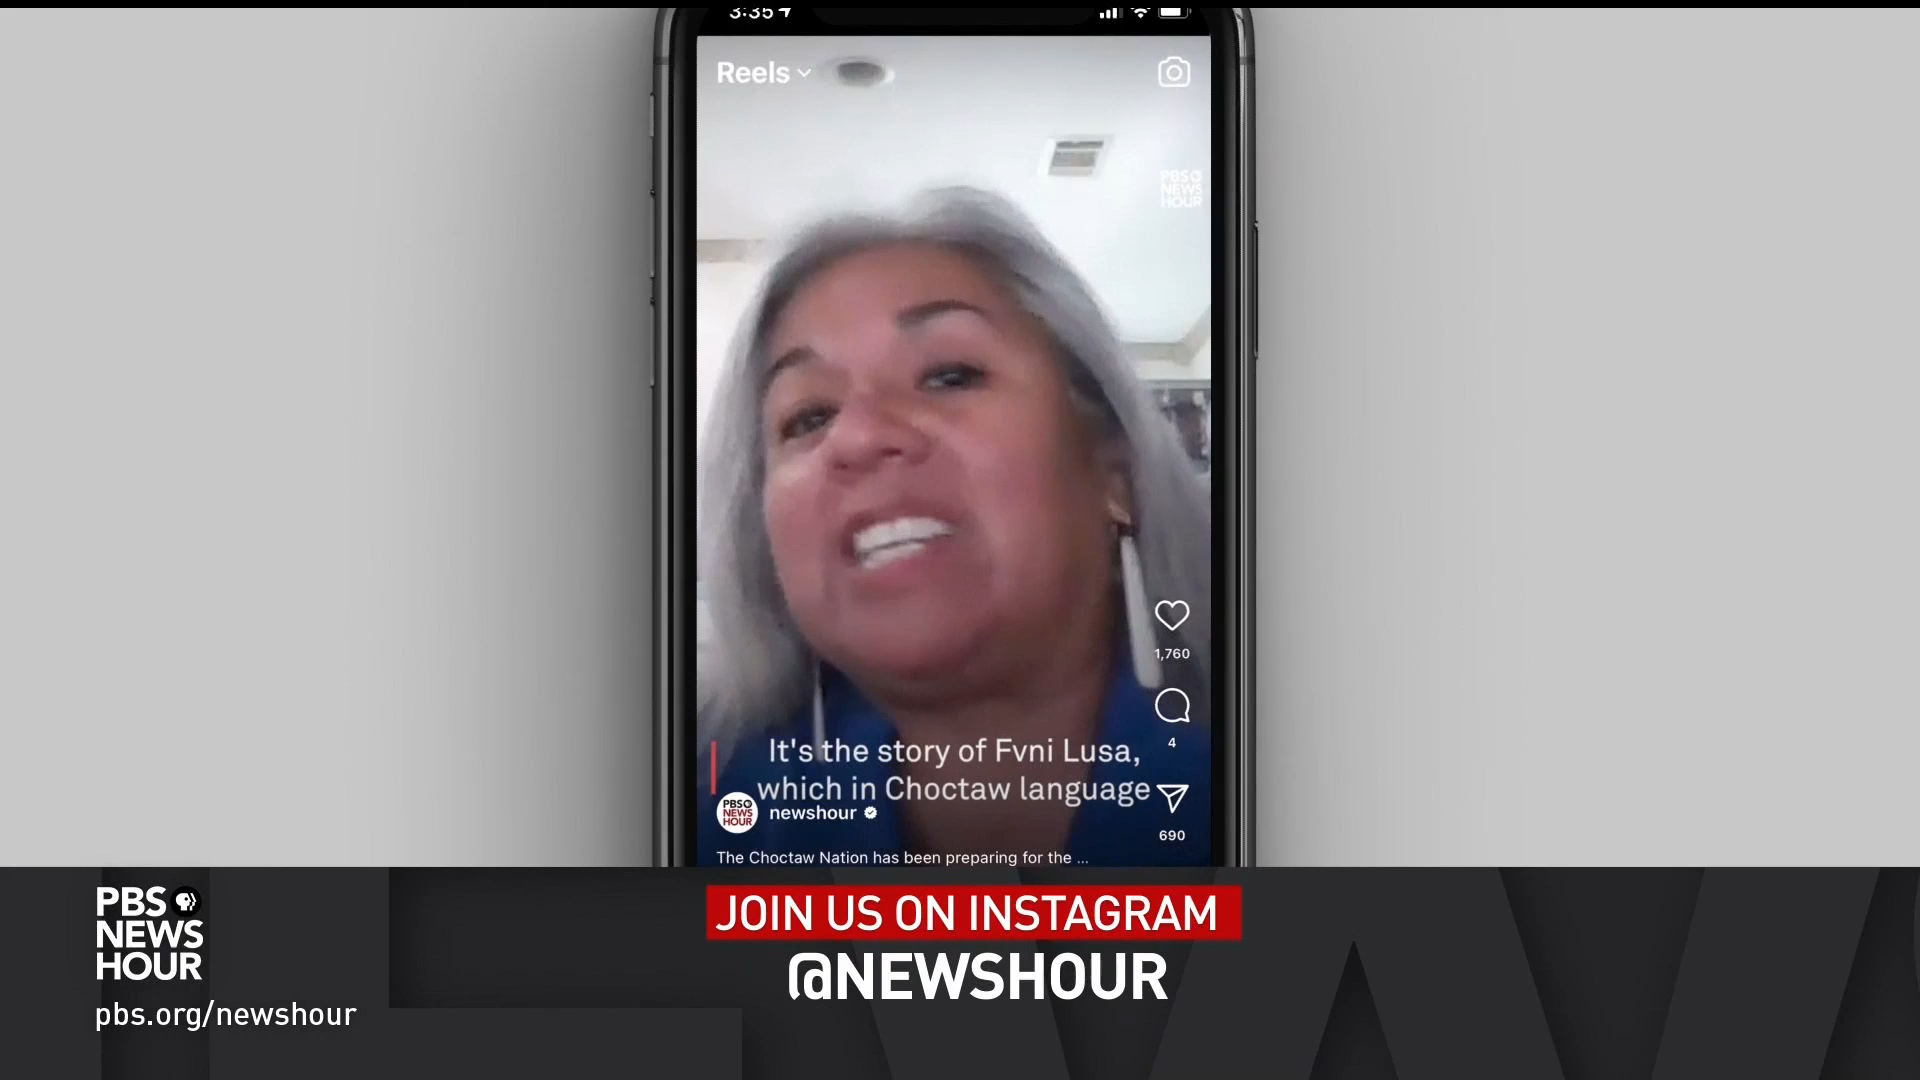 3:35
Reels
PBS
NEWS
HOUR
1,760
4
It's the story of Fvni Lusa,
which in Choctaw language
PBS
NEWS
HOUR
newshour
690
The Choctaw Nation has been preparing for the ...
PBS
NEWS
HOUR
pbs.org/newshour
JOIN US ON INSTAGRAM
@NEWSHOUR